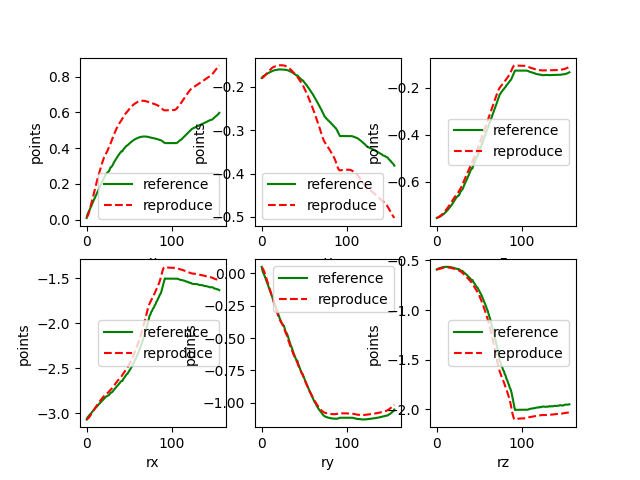 0.8
0.6
0.4
0.2
0.0
points
0
100
reference
reproduce
−0.2
−0.3
−0.4
−0.5
points
0
100
reference
reproduce
−0.2
−0.4
−0.6
points
0
100
reference
reproduce
−1.5
−2.0
−2.5
−3.0
points
0
100
rx
reference
reproduce
0.00
−0.25
−0.50
−0.75
−1.00
points
0
100
ry
reference
reproduce
−0.5
−1.0
−1.5
−2.0
points
0
100
rz
reference
reproduce